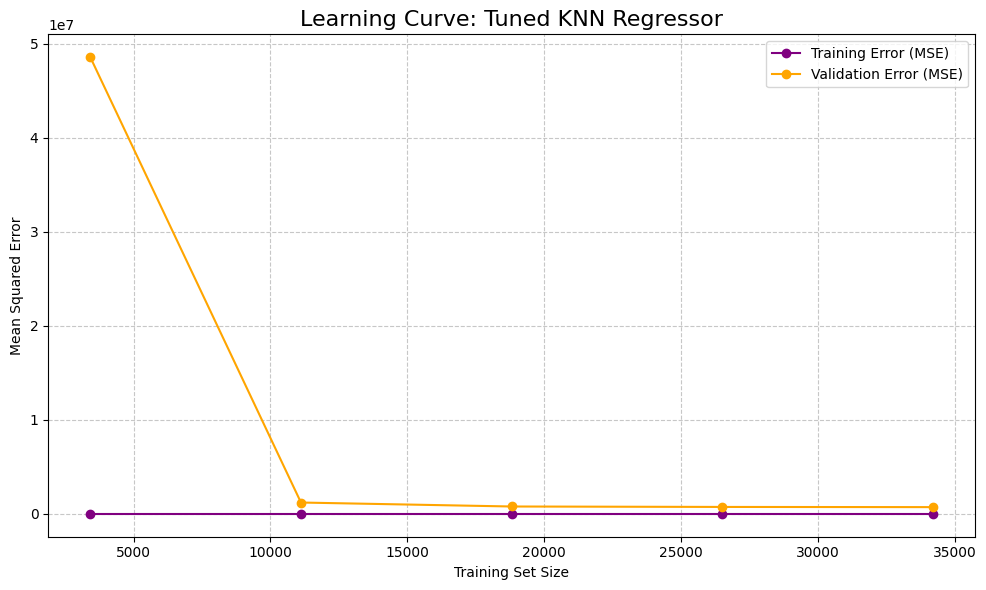 Learning Curve: Tuned KNN Regressor
1e7
Training Error (MSE)
Validation Error (MSE)
5
4
3
2
1
0
Mean Squared Error
5000 10000 15000 20000 25000 30000 35000
Training Set Size